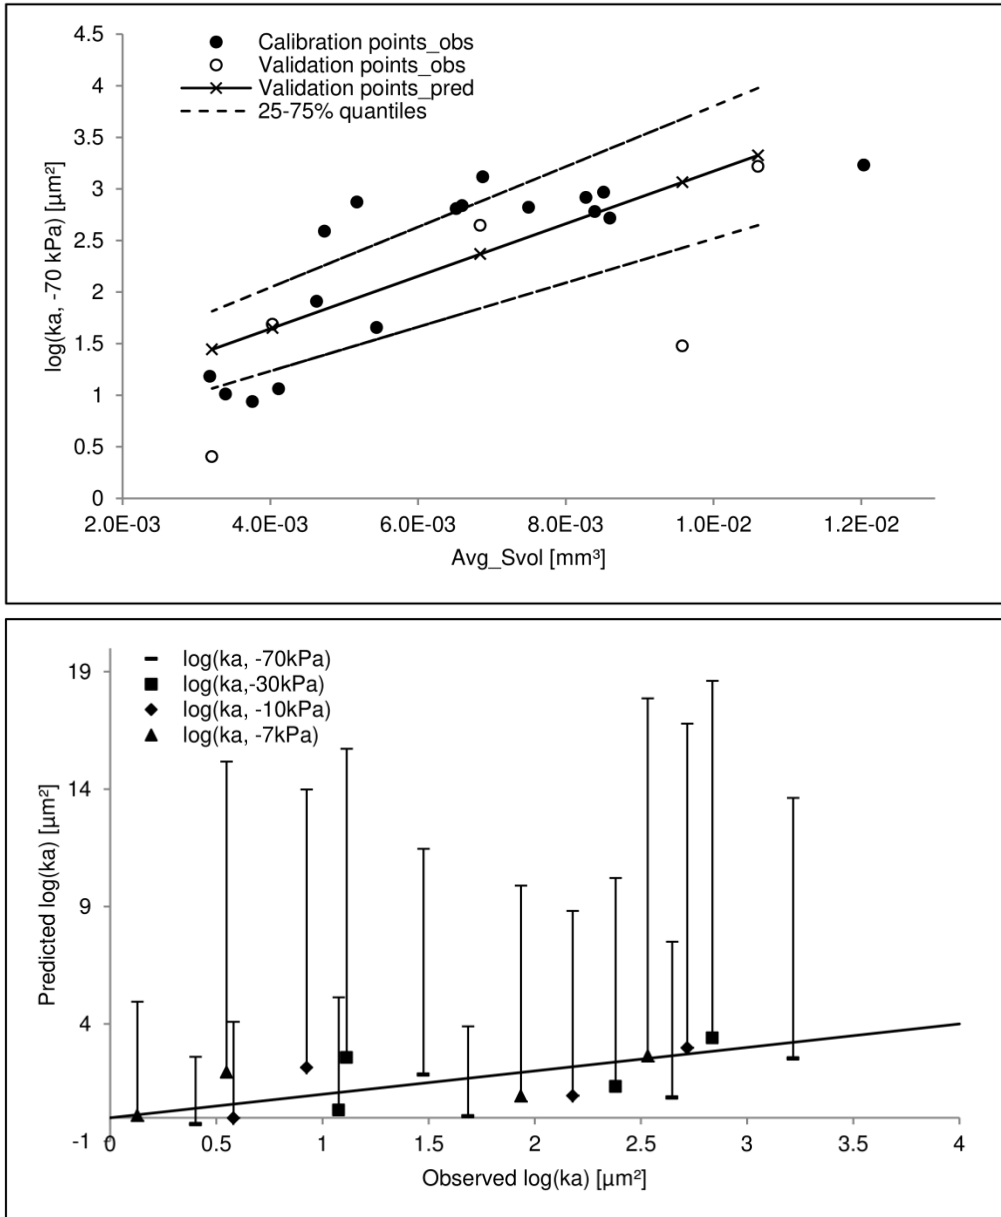 4.5
4
3.5
3
2.5
2
1.5
1
0.5
0
log(ka, -70 kPa) [µm²]
Calibration points_obs
Validation points_obs
Validation points_pred
25-75% quantiles
2.0E-03 4.0E-03 6.0E-03 8.0E-03 1.0E-02 1.2E-02
Avg_Svol [mm³]
19
14
9
4
-1
Predicted log(ka) [µm²]
log(ka, -70kPa)
log(ka,-30kPa)
log(ka, -10kPa)
log(ka, -7kPa)
0 0.5 1 1.5 2 2.5 3 3.5 4
Observed log(ka) [µm²]